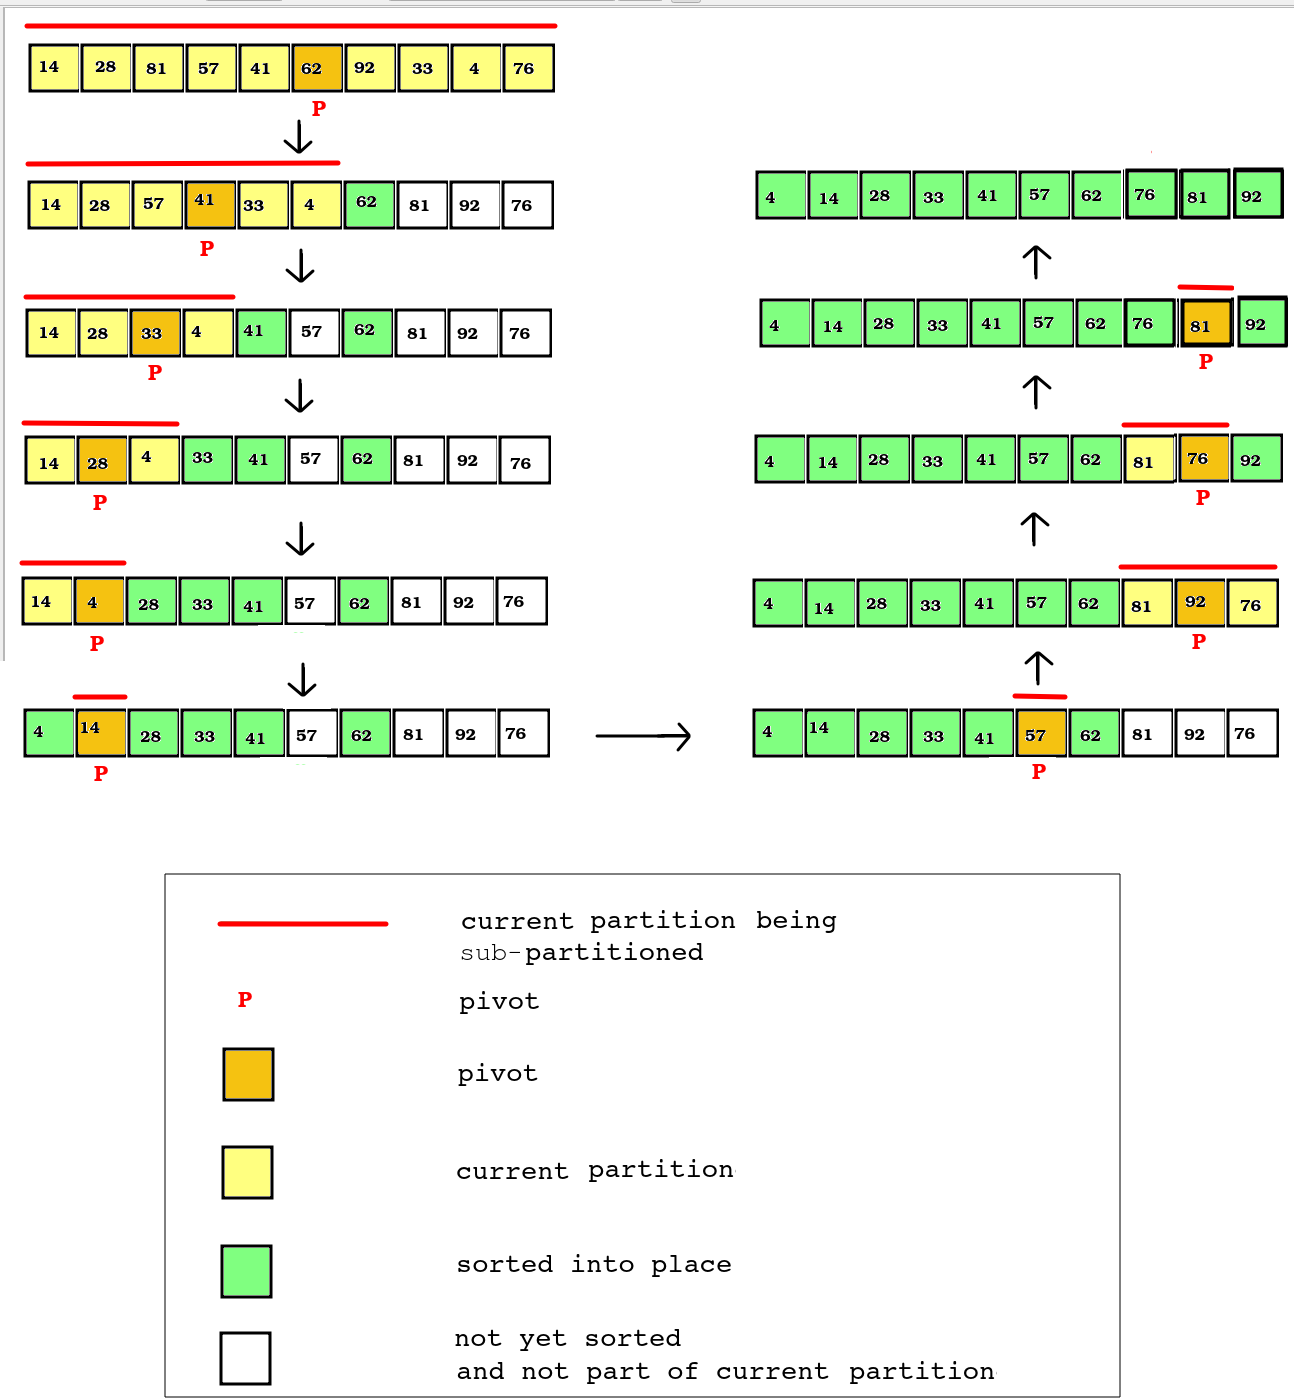 14 28 81 57 41 62 92 33 4 76
P
14 28 57 41 33 4 62 81 92 76
P
14 28 33 4 41 57 62 81 92 76
P
14 28 4 33 41 57 62 81 92 76
P
14 4 28 33 41 57 62 81 92 76
P
4 14 28 33 41 57 62 81 92 76
P
4 14 28 33 41 57 62 81 92 76
P
4 14 28 33 41 57 62 81 92 76
P
4 14 28 33 41 57 62 81 76 92
P
4 14 28 33 41 57 62 76 81 92
P
4 14 28 33 41 57 62 76 81 92
current partition being
sub-partitioned
P pivot
pivot
current partition
sorted into place
not yet sorted
and not part of current partition